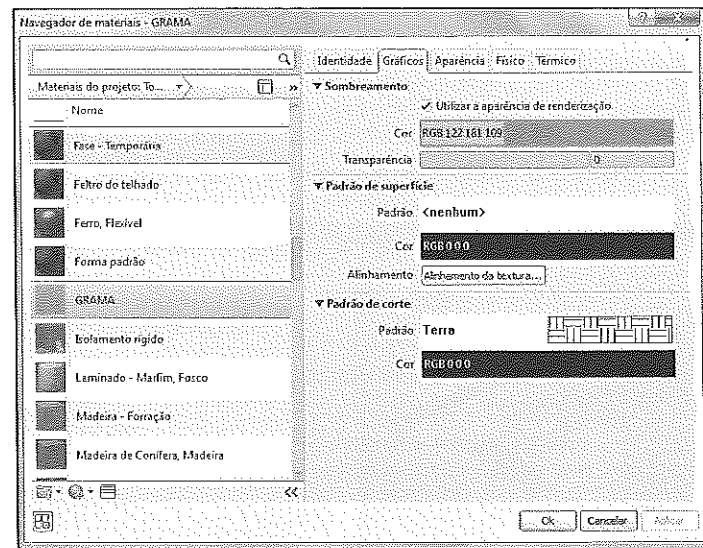 Navegador de materiais - GRAMA
Materiais do projeto: To...
Nome
Fase - Temporária
Feltro do telhado
Ferro, Flexível
Forma padrão
GRAMA
Isolamento rígido
Laminado - Marfim, Fosco
Madeira - Forração
Madeira de Conífera, Madeira
Identidade Gráficos Aparência Físico Térmico
Sombreamento
Utilizar a aparência de renderização
Cor RGB 122 181 109
Transparência 0
Padrão de superfície
Padrão <nenhum>
Cor RGB 0 0 0
Alinhamento Alinhamento da textura...
Padrão de corte
Padrão Terra
Cor RGB 0 0 0
Ok Cancelar Aplicar